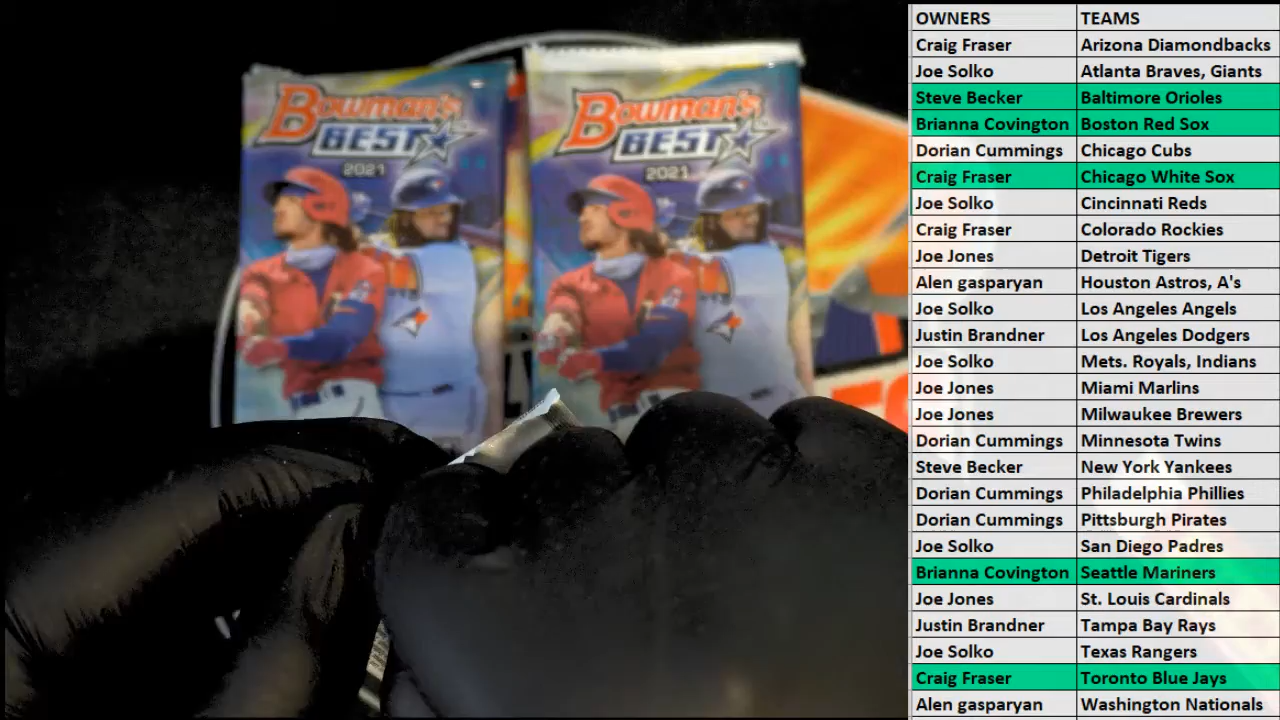 Bowman's
BEST
2021
Bowman's
BEST
2021
OWNERS TEAMS
Craig Fraser Arizona Diamondbacks
Joe Solko Atlanta Braves, Giants
Steve Becker Baltimore Orioles
Brianna Covington Boston Red Sox
Dorian Cummings Chicago Cubs
Craig Fraser Chicago White Sox
Joe Solko Cincinnati Reds
Craig Fraser Colorado Rockies
Joe Jones Detroit Tigers
Alen gasparyan Houston Astros, A's
Joe Solko Los Angeles Angels
Justin Brandner Los Angeles Dodgers
Joe Solko Mets. Royals, Indians
Joe Jones Miami Marlins
Joe Jones Milwaukee Brewers
Dorian Cummings Minnesota Twins
Steve Becker New York Yankees
Dorian Cummings Philadelphia Phillies
Dorian Cummings Pittsburgh Pirates
Joe Solko San Diego Padres
Brianna Covington Seattle Mariners
Joe Jones St. Louis Cardinals
Justin Brandner Tampa Bay Rays
Joe Solko Texas Rangers
Craig Fraser Toronto Blue Jays
Alen gasparyan Washington Nationals